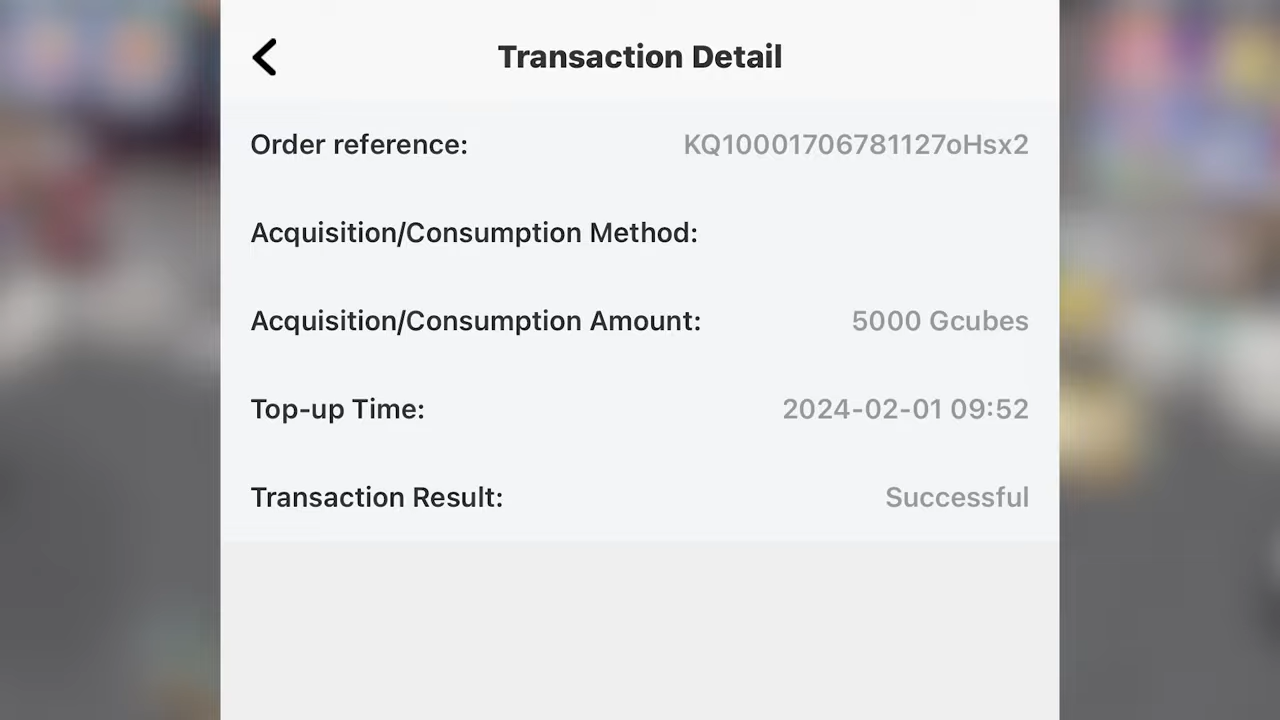 Transaction Detail
Order reference: KQ10001706781127oHsx2
Acquisition/Consumption Method:
Acquisition/Consumption Amount: 5000 Gcubes
Top-up Time: 2024-02-01 09:52
Transaction Result: Successful